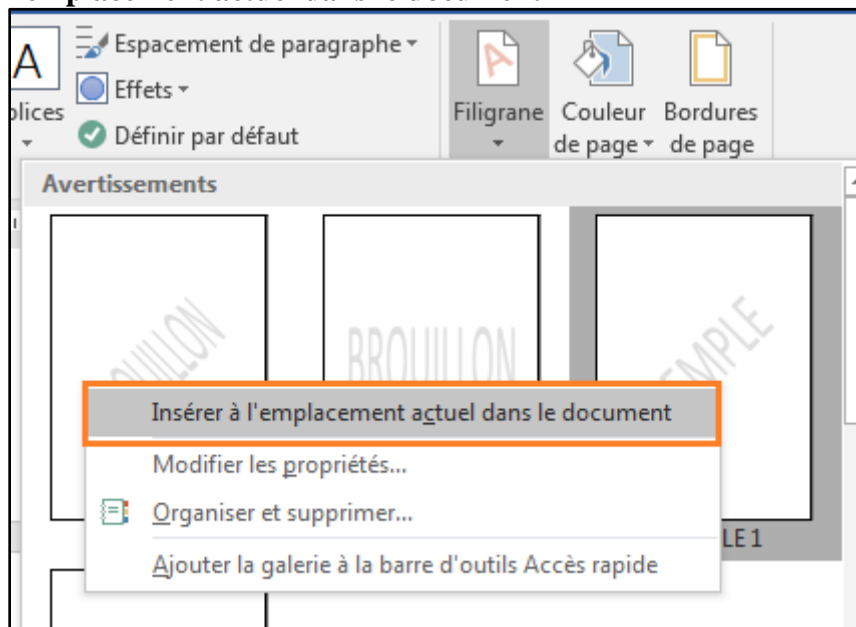 Espacement de paragraphe
A
Effets
Définir par défaut
Filigrane
Couleur de page
Bordures de page
Avertissements
BROUILLON
Insérer à l'emplacement actuel dans le document
Modifier les propriétés...
Organiser et supprimer...
Ajouter la galerie à la barre d'outils Accès rapide